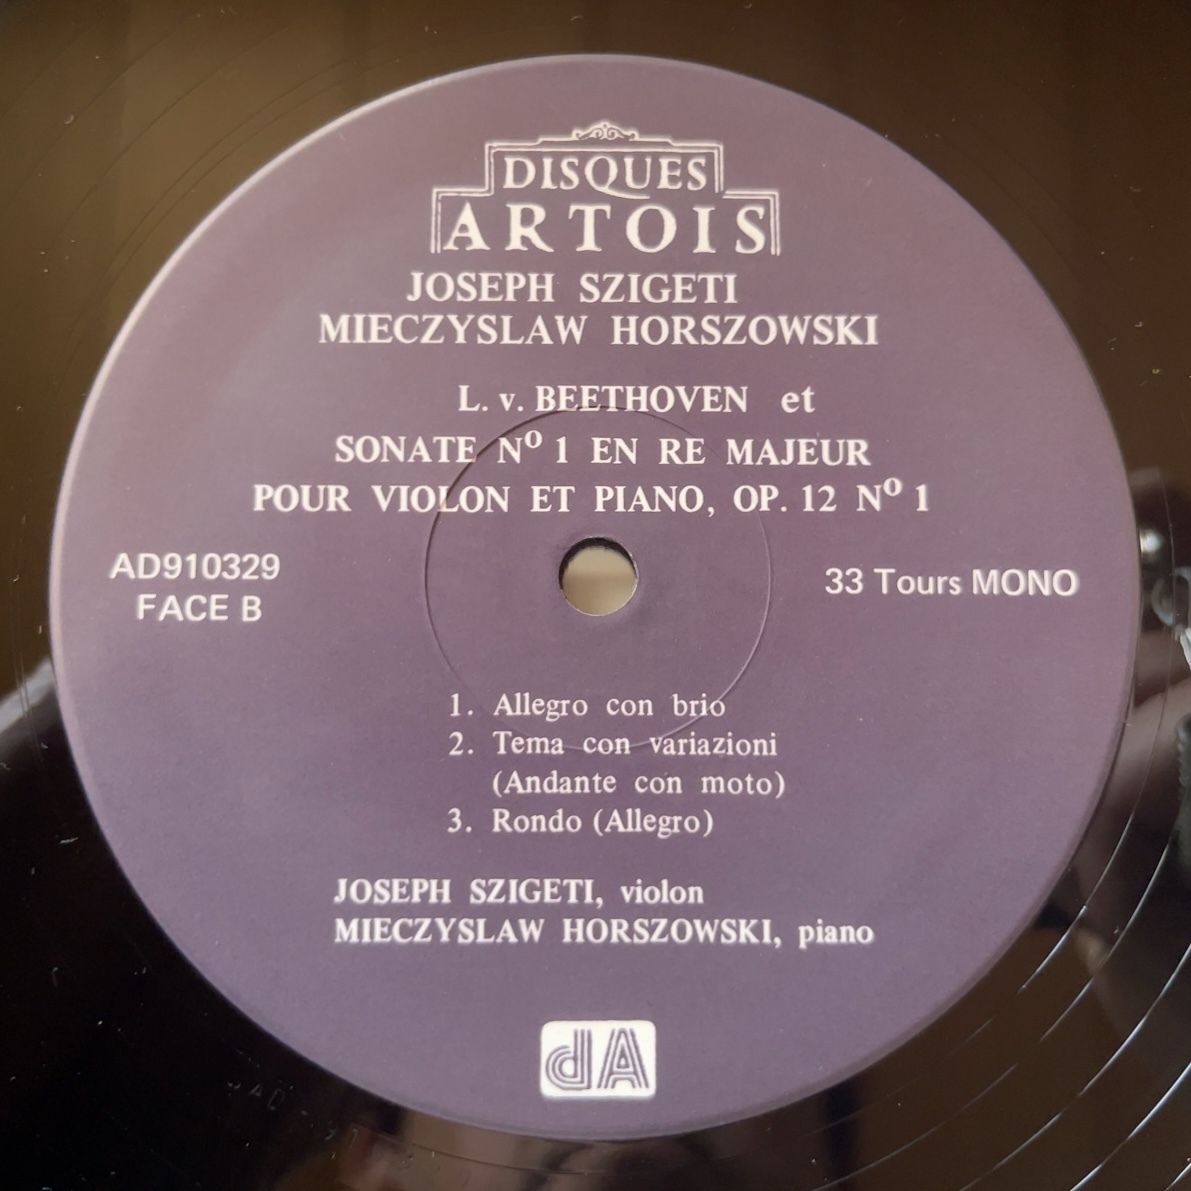 DISQUES
ARTOIS
JOSEPH SZIGETI
MIECZYSLAW HORSZOWSKI
L. v. BEETHOVEN et
SONATE Nº 1 EN RE MAJEUR
POUR VIOLON ET PIANO, OP. 12 Nº 1
AD910329
FACE B
33 Tours MONO
1. Allegro con brio
2. Tema con variazioni
(Andante con moto)
3. Rondo (Allegro)
JOSEPH SZIGETI, violon
MIECZYSLAW HORSZOWSKI, piano
dA